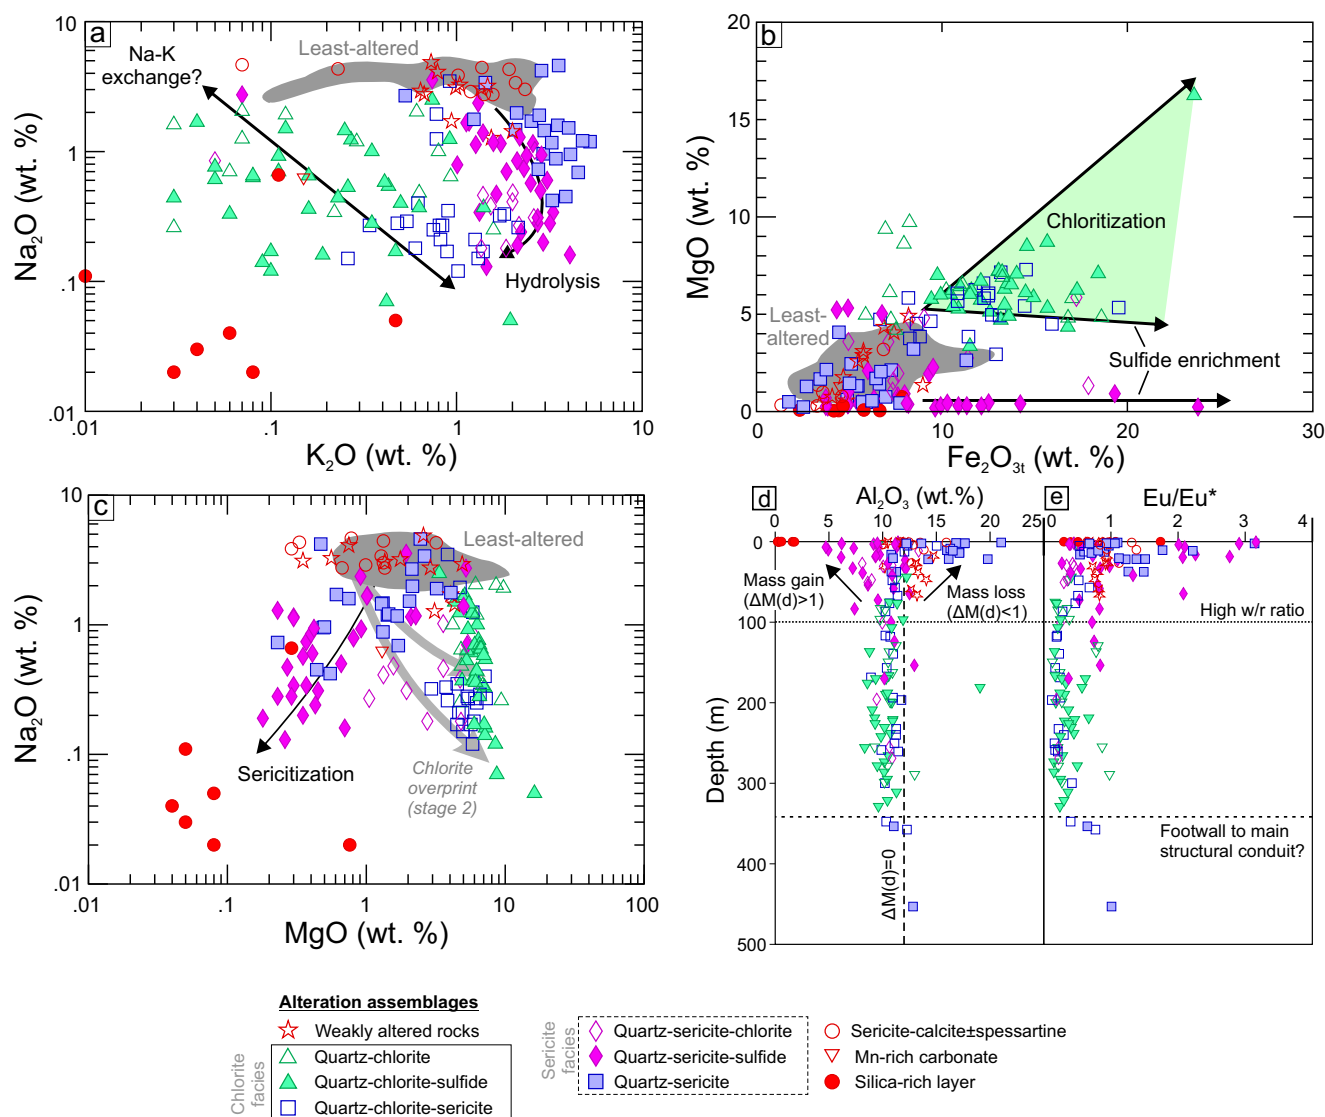 a
Na-K
exchange?
Least-altered
Hydrolysis
10
1
.1
.01
.01
.1
1
10
Na2O (wt. %)
K2O (wt. %)
b
20
15
10
5
0
0
10
20
30
MgO (wt. %)
Fe2O3t (wt. %)
Chloritization
Least-
altered
Sulfide enrichment
c
10
1
.1
.01
.01
.1
1
10
100
Na2O (wt. %)
MgO (wt. %)
Least-altered
Sericitization
Chlorite
overprint
(stage 2)
d
Al2O3 (wt.%)
0
5
10
15
20
25
e
Eu/Eu*
0
1
2
3
4
0
100
200
300
400
500
Depth (m)
Mass gain
(ΔM(d)>1)
Mass loss
(ΔM(d)<1)
ΔM(d)=0
High w/r ratio
Footwall to main
structural conduit?
Alteration assemblages
Weakly altered rocks
Chlorite
facies
Quartz-chlorite
Quartz-chlorite-sulfide
Quartz-chlorite-sericite
Sericite
facies
Quartz-sericite-chlorite
Quartz-sericite-sulfide
Quartz-sericite
Sericite-calcite±spessartine
Mn-rich carbonate
Silica-rich layer